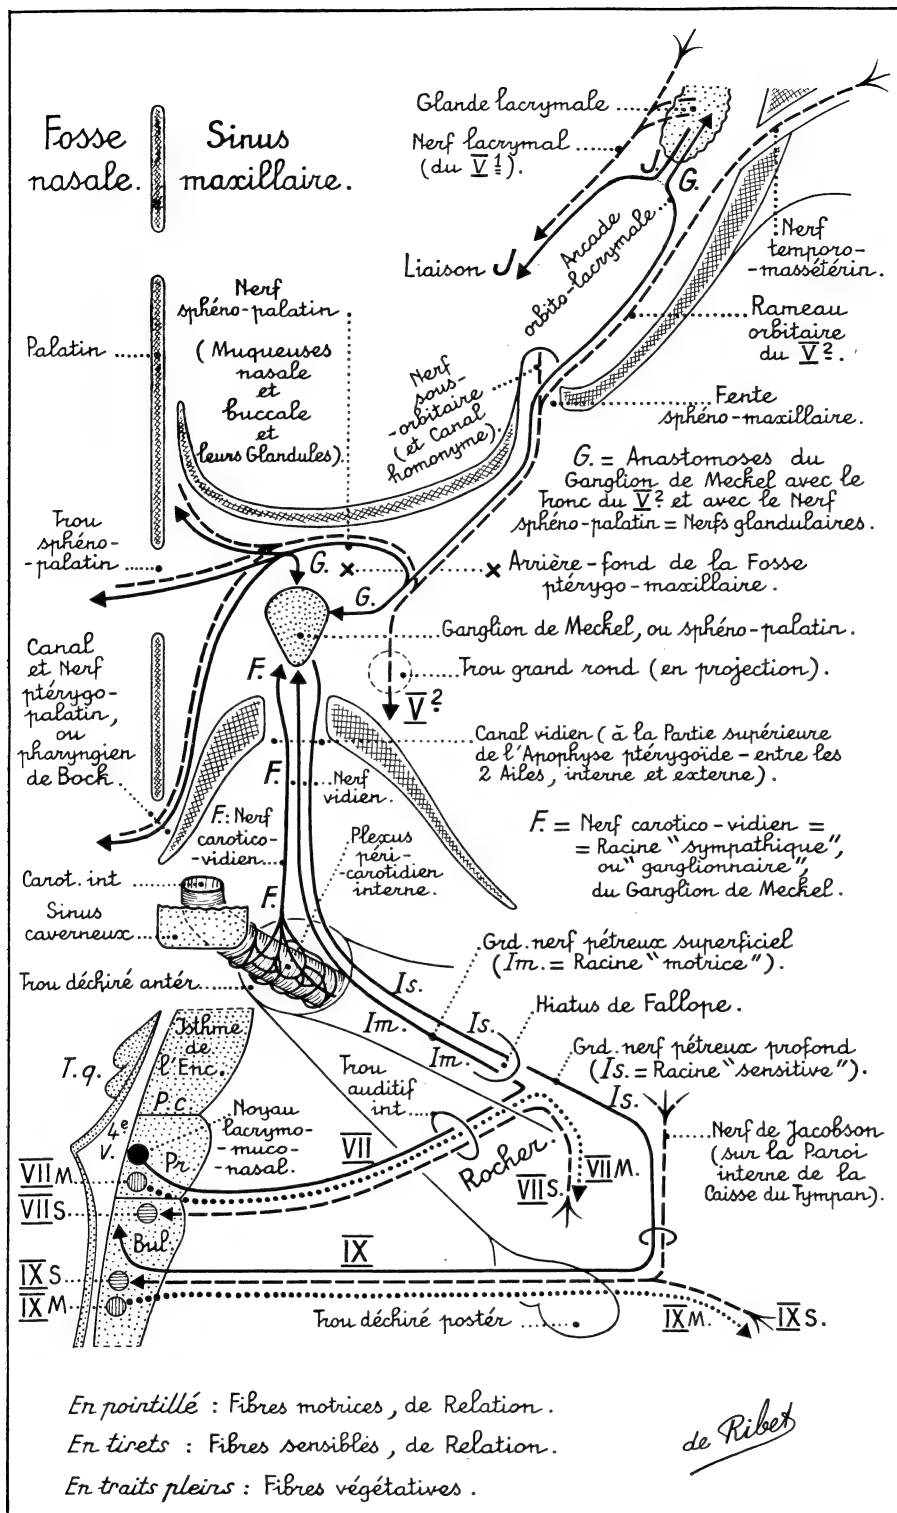 Glande lacrymale
Nerf lacrymal
(du V1).
Fosse
nasale.
Sinus
maxillaire.
J.
G.
Arcade
orbito-lacrymale
Liaison J
Nerf
temporo-
-massétérin.
Rameau
orbitaire
du V2.
Nerf
sphéno-palatin
(Muqueuses
nasale
et
buccale
et
leurs Glandules).
Palatin
Nerf
sous-
-orbitaire
(et Canal
homonyme).
Fente
sphéno-maxillaire.
G. = Anastomoses du
Ganglion de Meckel avec le
Tronc du V2 et avec le Nerf
sphéno-palatin = Nerfs glandulaires.
Trou
sphéno-
-palatin
G.
x
x Arrière-fond de la Fosse
ptérygo-maxillaire.
G.
Ganglion de Meckel, ou sphéno-palatin.
Trou grand rond (en projection).
V2
Canal
et Nerf
ptérygo-
palatin,
ou
pharyngien
de Bock.
F.
Canal vidien (à la Partie supérieure
de l'Apophyse ptérygoïde - entre les
2 Ailes, interne et externe).
F.
Nerf
vidien.
F.: Nerf
carotico-
-vidien
Plexus
péri-
-carotidien
interne.
F.
F. = Nerf carotico-vidien =
= Racine "sympathique",
ou "ganglionnaire",
du Ganglion de Meckel.
Carot. int
Sinus
caverneux
Trou déchiré antér.
Grd. nerf pétreux superficiel
(Im. = Racine "motrice").
Is.
Im.
Is.
Im.
Hiatus de Fallope.
Grd. nerf pétreux profond
(Is. = Racine "sensitive").
Is.
T.q.
Isthme
de
l'Enc.
P.c.
4e
V.
Noyau
lacrymo-
-muco-
-nasal.
Pr.
Trou
auditif
int
VII
Rocher.
VII S.
VII M.
Nerf de Jacobson
(sur la Paroi
interne de la
Caisse du Tympan).
VII M
VII S
Bul.
IX
IX S
IX M
Trou déchiré postér
IX M.
IX S.
En pointillé : Fibres motrices, de Relation.
En tirets : Fibres sensibles, de Relation.
En traits pleins : Fibres végétatives.
de Ribet